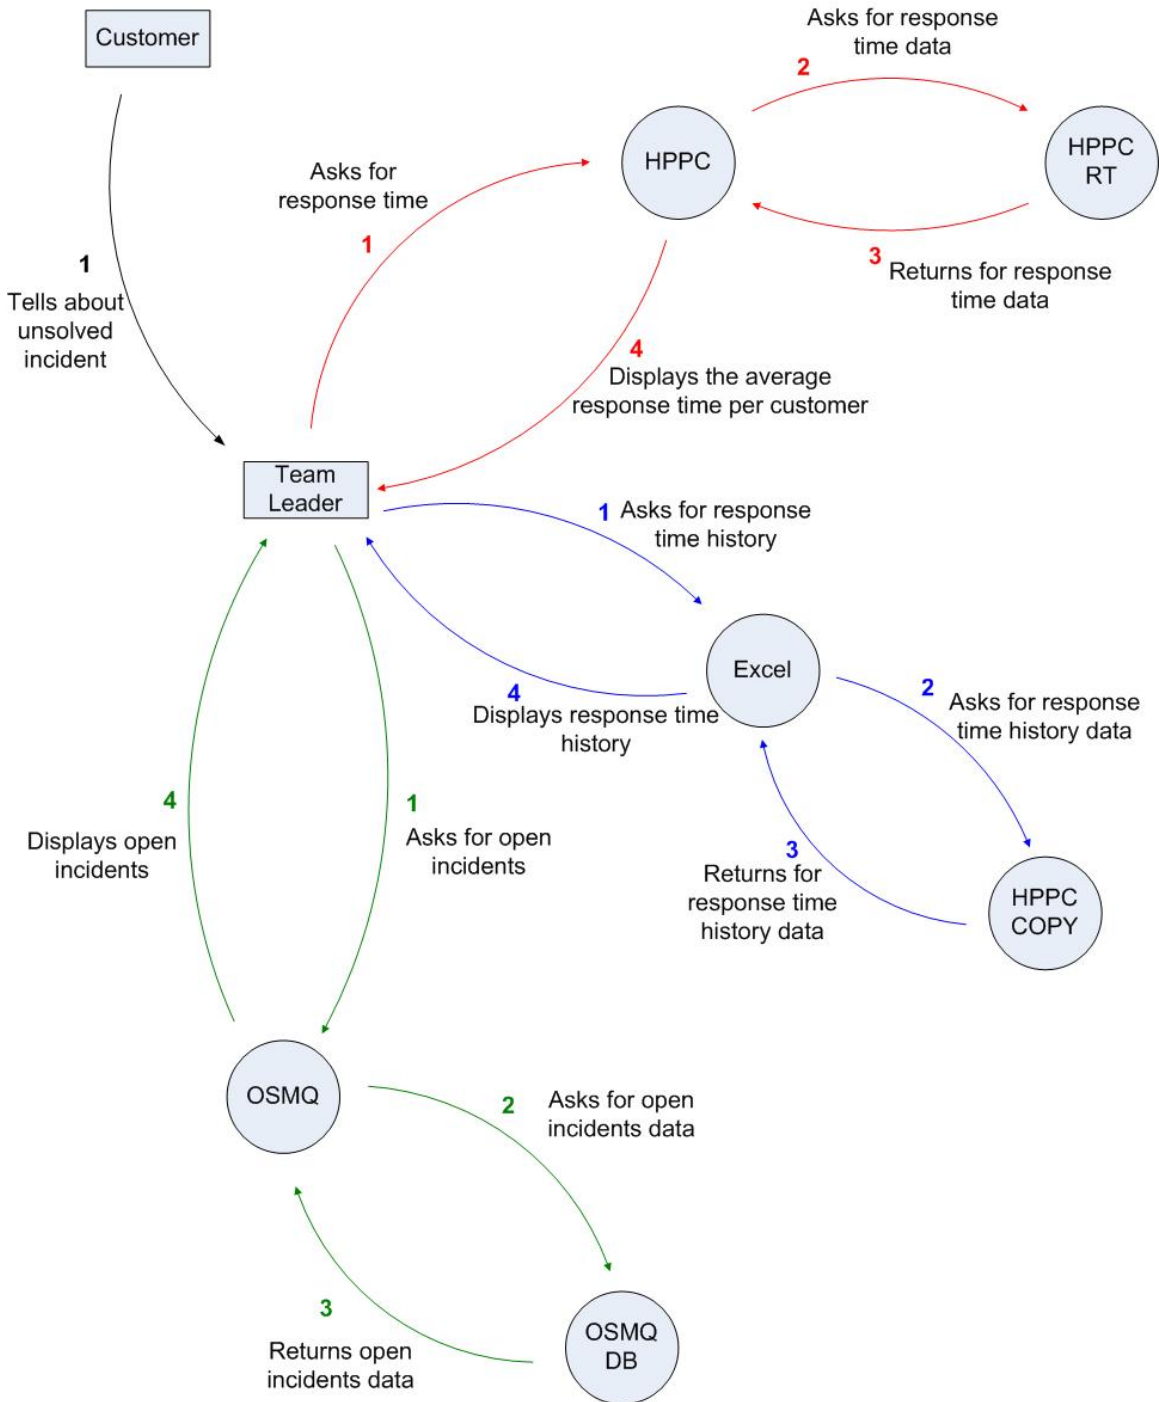 Customer
Asks for response
time data
2
HPPC
HPPC
RT
Asks for
response time
1
3
Returns for response
time data
1
Tells about
unsolved
incident
4
Displays the average
response time per customer
Team
Leader
1
Asks for response
time history
Excel
2
Asks for response
time history data
4
Displays response time
history
4
Displays open
incidents
1
Asks for open
incidents
3
Returns for
response time
history data
HPPC
COPY
OSMQ
2
Asks for open
incidents data
3
Returns open
incidents data
OSMQ
DB